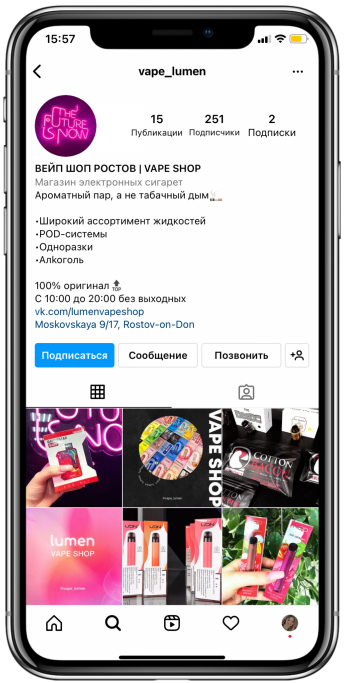 15:57
vape_lumen
THE
FUTURE
IS NOW
15 251 2
Публикации Подписчики Подписки
ВЕЙП ШОП РОСТОВ | VAPE SHOP
Магазин электронных сигарет
Ароматный пар, а не табачный дым
•Широкий ассортимент жидкостей
•POD-системы
•Одноразки
•Алкоголь
100% оригинал TOP
С 10:00 до 20:00 без выходных
vk.com/lumenvapeshop
Moskovskaya 9/17, Rostov-on-Don
Подписаться Сообщение Позвонить
VAPE SHOP
COTTON
BACON
lumen
VAPE SHOP
@vape_lumen
UDN
UDN